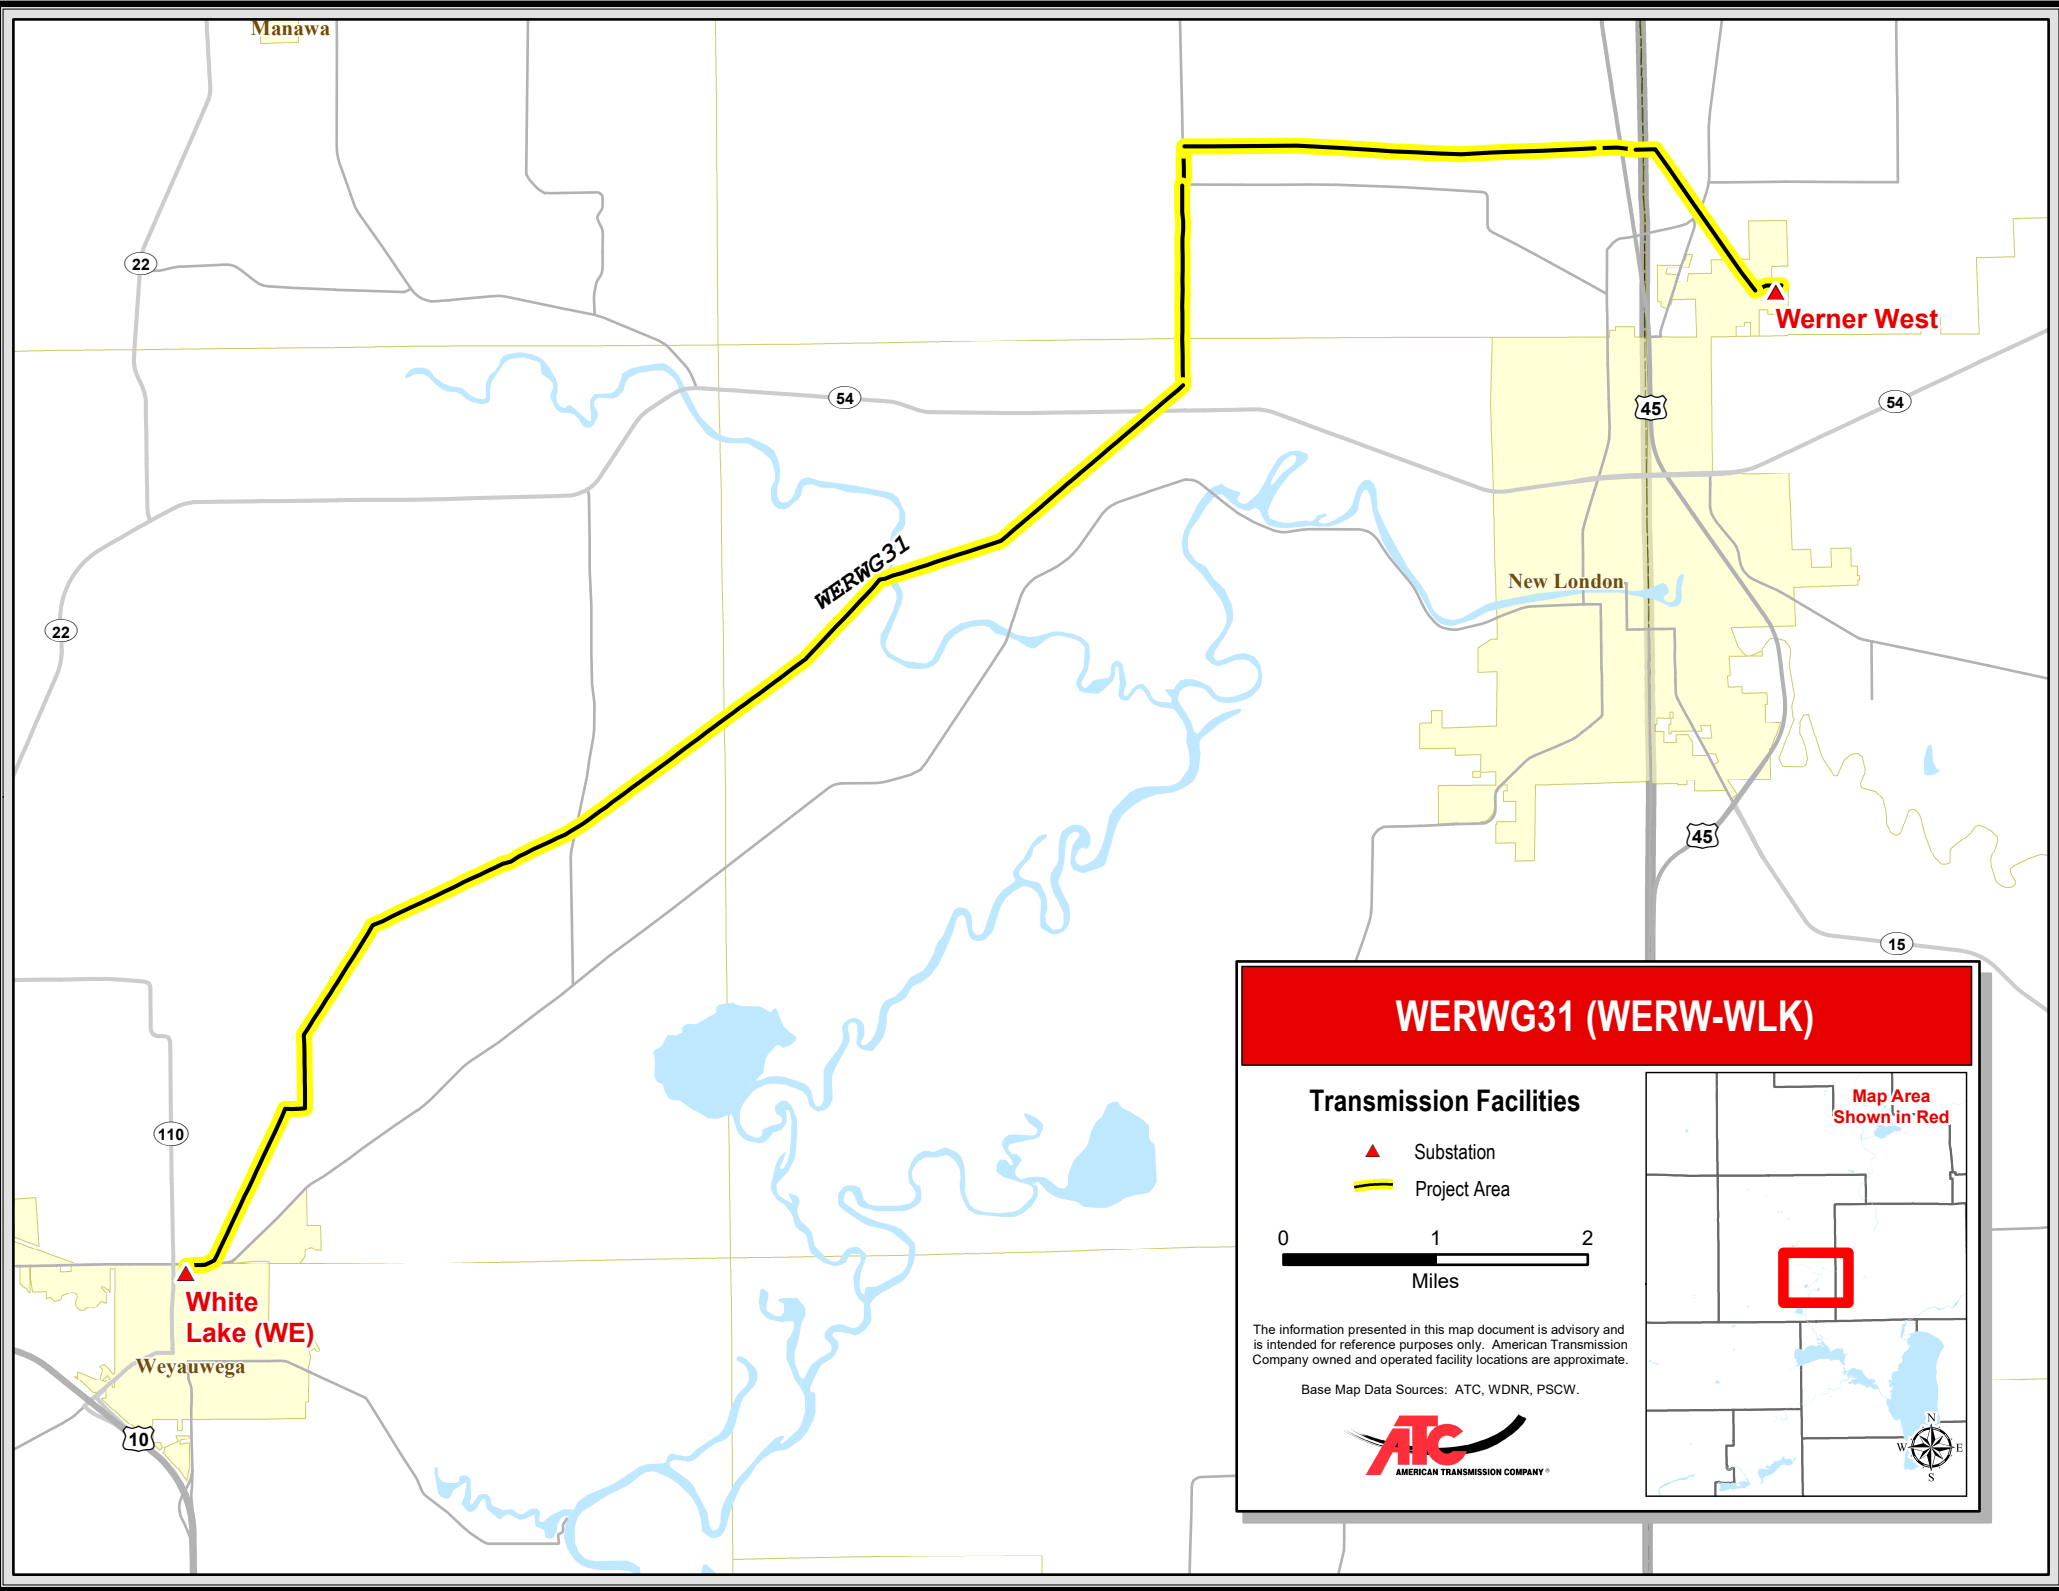 Manawa
22
Werner West
54
54
45
WERWG31
New London
22
45
15
110
White
Lake (WE)
Weyauwega
10
WERWG31 (WERW-WLK)
Transmission Facilities
Substation
Project Area
0 1 2
Miles
Map Area
Shown in Red
The information presented in this map document is advisory and
is intended for reference purposes only. American Transmission
Company owned and operated facility locations are approximate.
Base Map Data Sources: ATC, WDNR, PSCW.
ATC
AMERICAN TRANSMISSION COMPANY®
N
W E
S